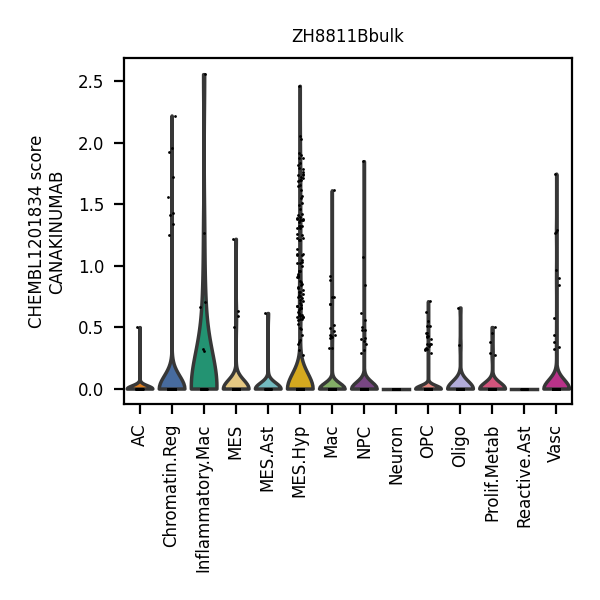 ZH8811Bbulk
CHEMBL1201834 score
CANAKINUMAB
2.5
2.0
1.5
1.0
0.5
0.0
AC
Chromatin.Reg
Inflammatory.Mac
MES
MES.Ast
MES.Hyp
Mac
NPC
Neuron
OPC
Oligo
Prolif.Metab
Reactive.Ast
Vasc